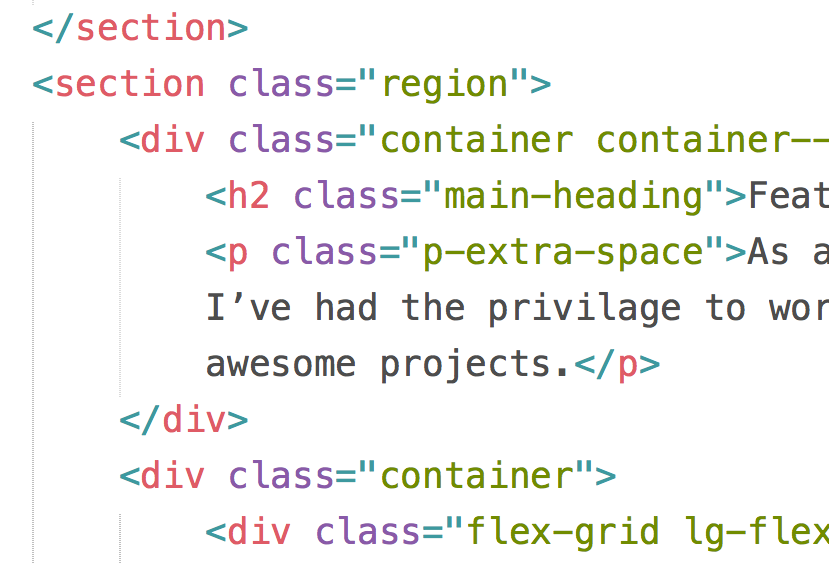 </section>
<section class="region">
<div class="container container--
<h2 class="main-heading">Feat
<p class="p-extra-space">As a
I’ve had the privilage to wor
awesome projects.</p>
</div>
<div class="container">
<div class="flex-grid lg-flex